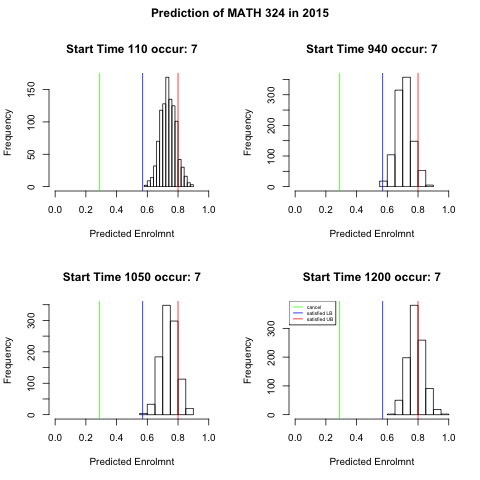 Prediction of MATH 324 in 2015
Start Time 110 occur: 7
Frequency
150
100
50
0
0.0 0.2 0.4 0.6 0.8 1.0
Predicted Enrolmnt
Start Time 940 occur: 7
Frequency
300
100
0
0.0 0.2 0.4 0.6 0.8 1.0
Predicted Enrolmnt
Start Time 1050 occur: 7
Frequency
300
100
0
0.0 0.2 0.4 0.6 0.8 1.0
Predicted Enrolmnt
Start Time 1200 occur: 7
cancel
satisfied LB
satisfied UB
Frequency
300
100
0
0.0 0.2 0.4 0.6 0.8 1.0
Predicted Enrolmnt